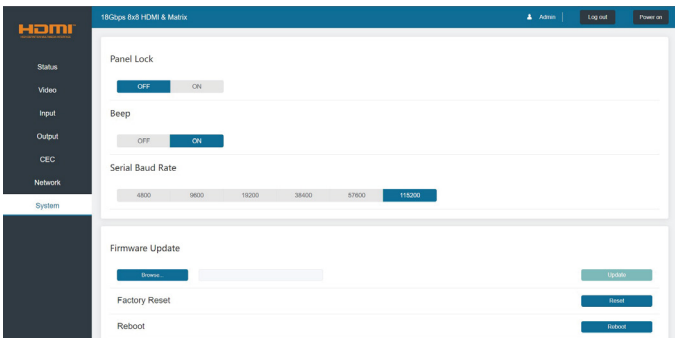 HDMI
18Gbps 8x8 HDMI & Matrix
Admin
Log out
Power on
Status
Video
Input
Output
CEC
Network
System
Panel Lock
OFF ON
Beep
OFF ON
Serial Baud Rate
4800 9600 19200 38400 57600 115200
Firmware Update
Browse... Update
Factory Reset Reset
Reboot Reboot